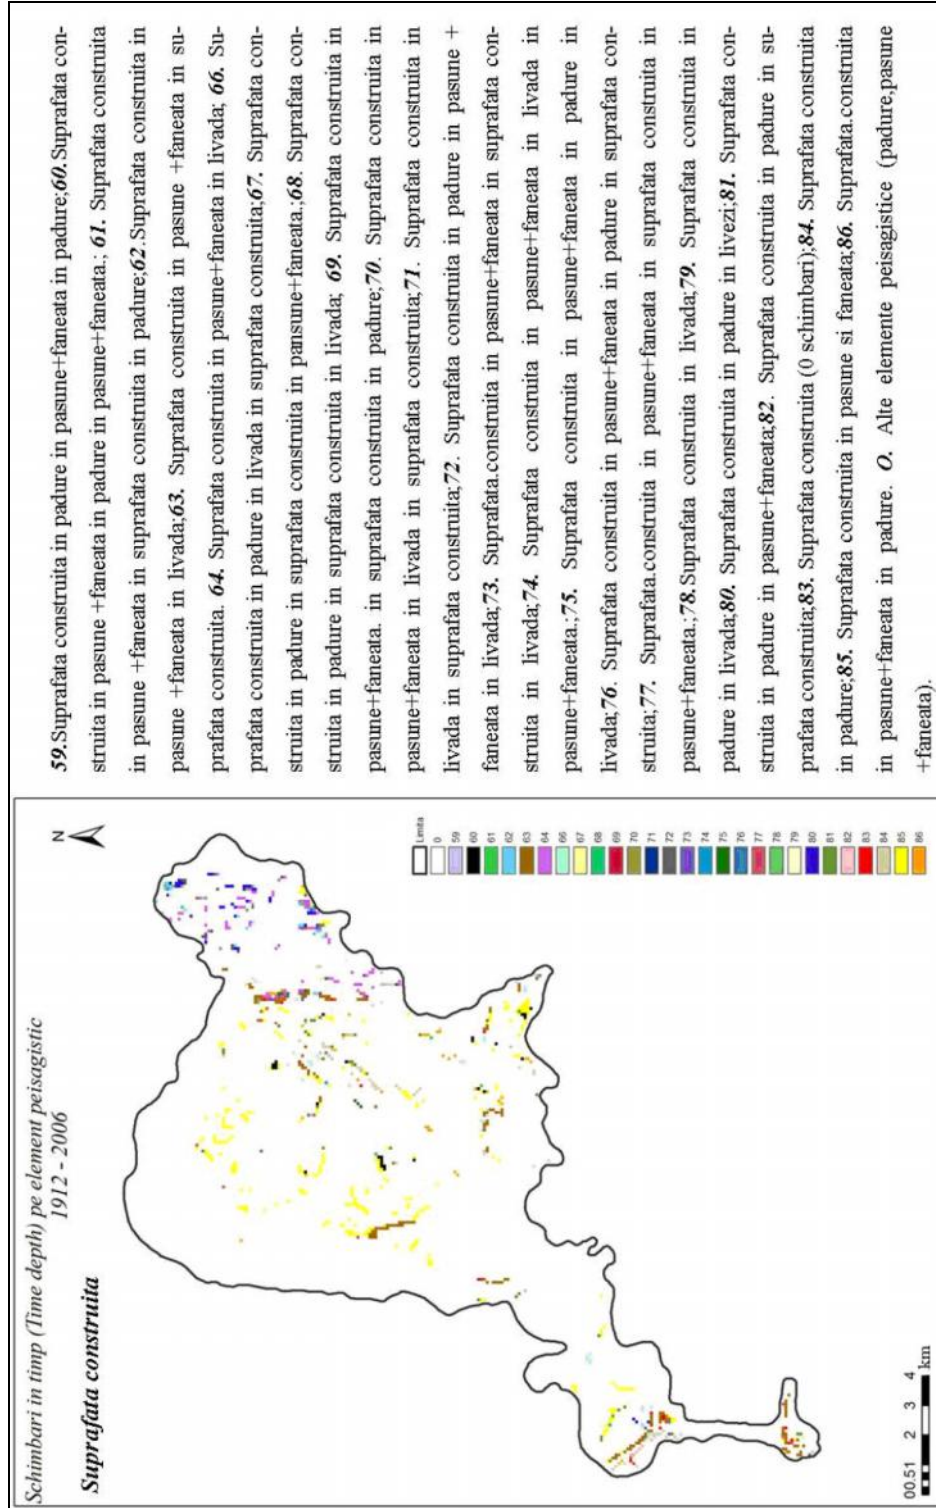 Schimbari in timp (Time depth) pe element peisagistic
1912 - 2006
Suprafata construita
N
Limita
0
59
60
61
62
63
64
66
67
68
69
70
71
72
73
74
75
76
77
78
79
80
81
82
83
84
85
86
00.51 2 3 4
km
59.Suprafata construita in padure in pasune+faneata in padure;60.Suprafata con-
struita in pasune +faneata in padure in pasune+faneata.; 61. Suprafata construita
in pasune +faneata in suprafata construita in padure;62.Suprafata construita in
pasune +faneata in livada;63. Suprafata construita in pasune +faneata in su-
prafata construita. 64. Suprafata construita in pasune+faneata in livada; 66. Su-
prafata construita in padure in livada in suprafata construita;67. Suprafata con-
struita in padure in suprafata construita in pansune+faneata.;68. Suprafata con-
struita in padure in suprafata construita in livada; 69. Suprafata construita in
pasune+faneata. in suprafata construita in padure;70. Suprafata construita in
pasune+faneata in livada in suprafata construita;71. Suprafata construita in
livada in suprafata construita;72. Suprafata construita in padure in pasune +
faneata in livada;73. Suprafata.construita in pasune+faneata in suprafata con-
struita in livada;74. Suprafata construita in pasune+faneata in livada in
pasune+faneata.;75. Suprafata construita in pasune+faneata in padure in
livada;76. Suprafata construita in pasune+faneata in padure in suprafata con-
struita;77. Suprafata.construita in pasune+faneata in suprafata construita in
pasune+faneata.;78.Suprafata construita in livada;79. Suprafata construita in
padure in livada;80. Suprafata construita in padure in livezi;81. Suprafata con-
struita in padure in pasune+faneata;82. Suprafata construita in padure in su-
prafata construita;83. Suprafata construita (0 schimbari);84. Suprafata construita
in padure;85. Suprafata construita in pasune si faneata;86. Suprafata.construita
in pasune+faneata in padure. O. Alte elemente peisagistice (padure,pasune
+faneata).